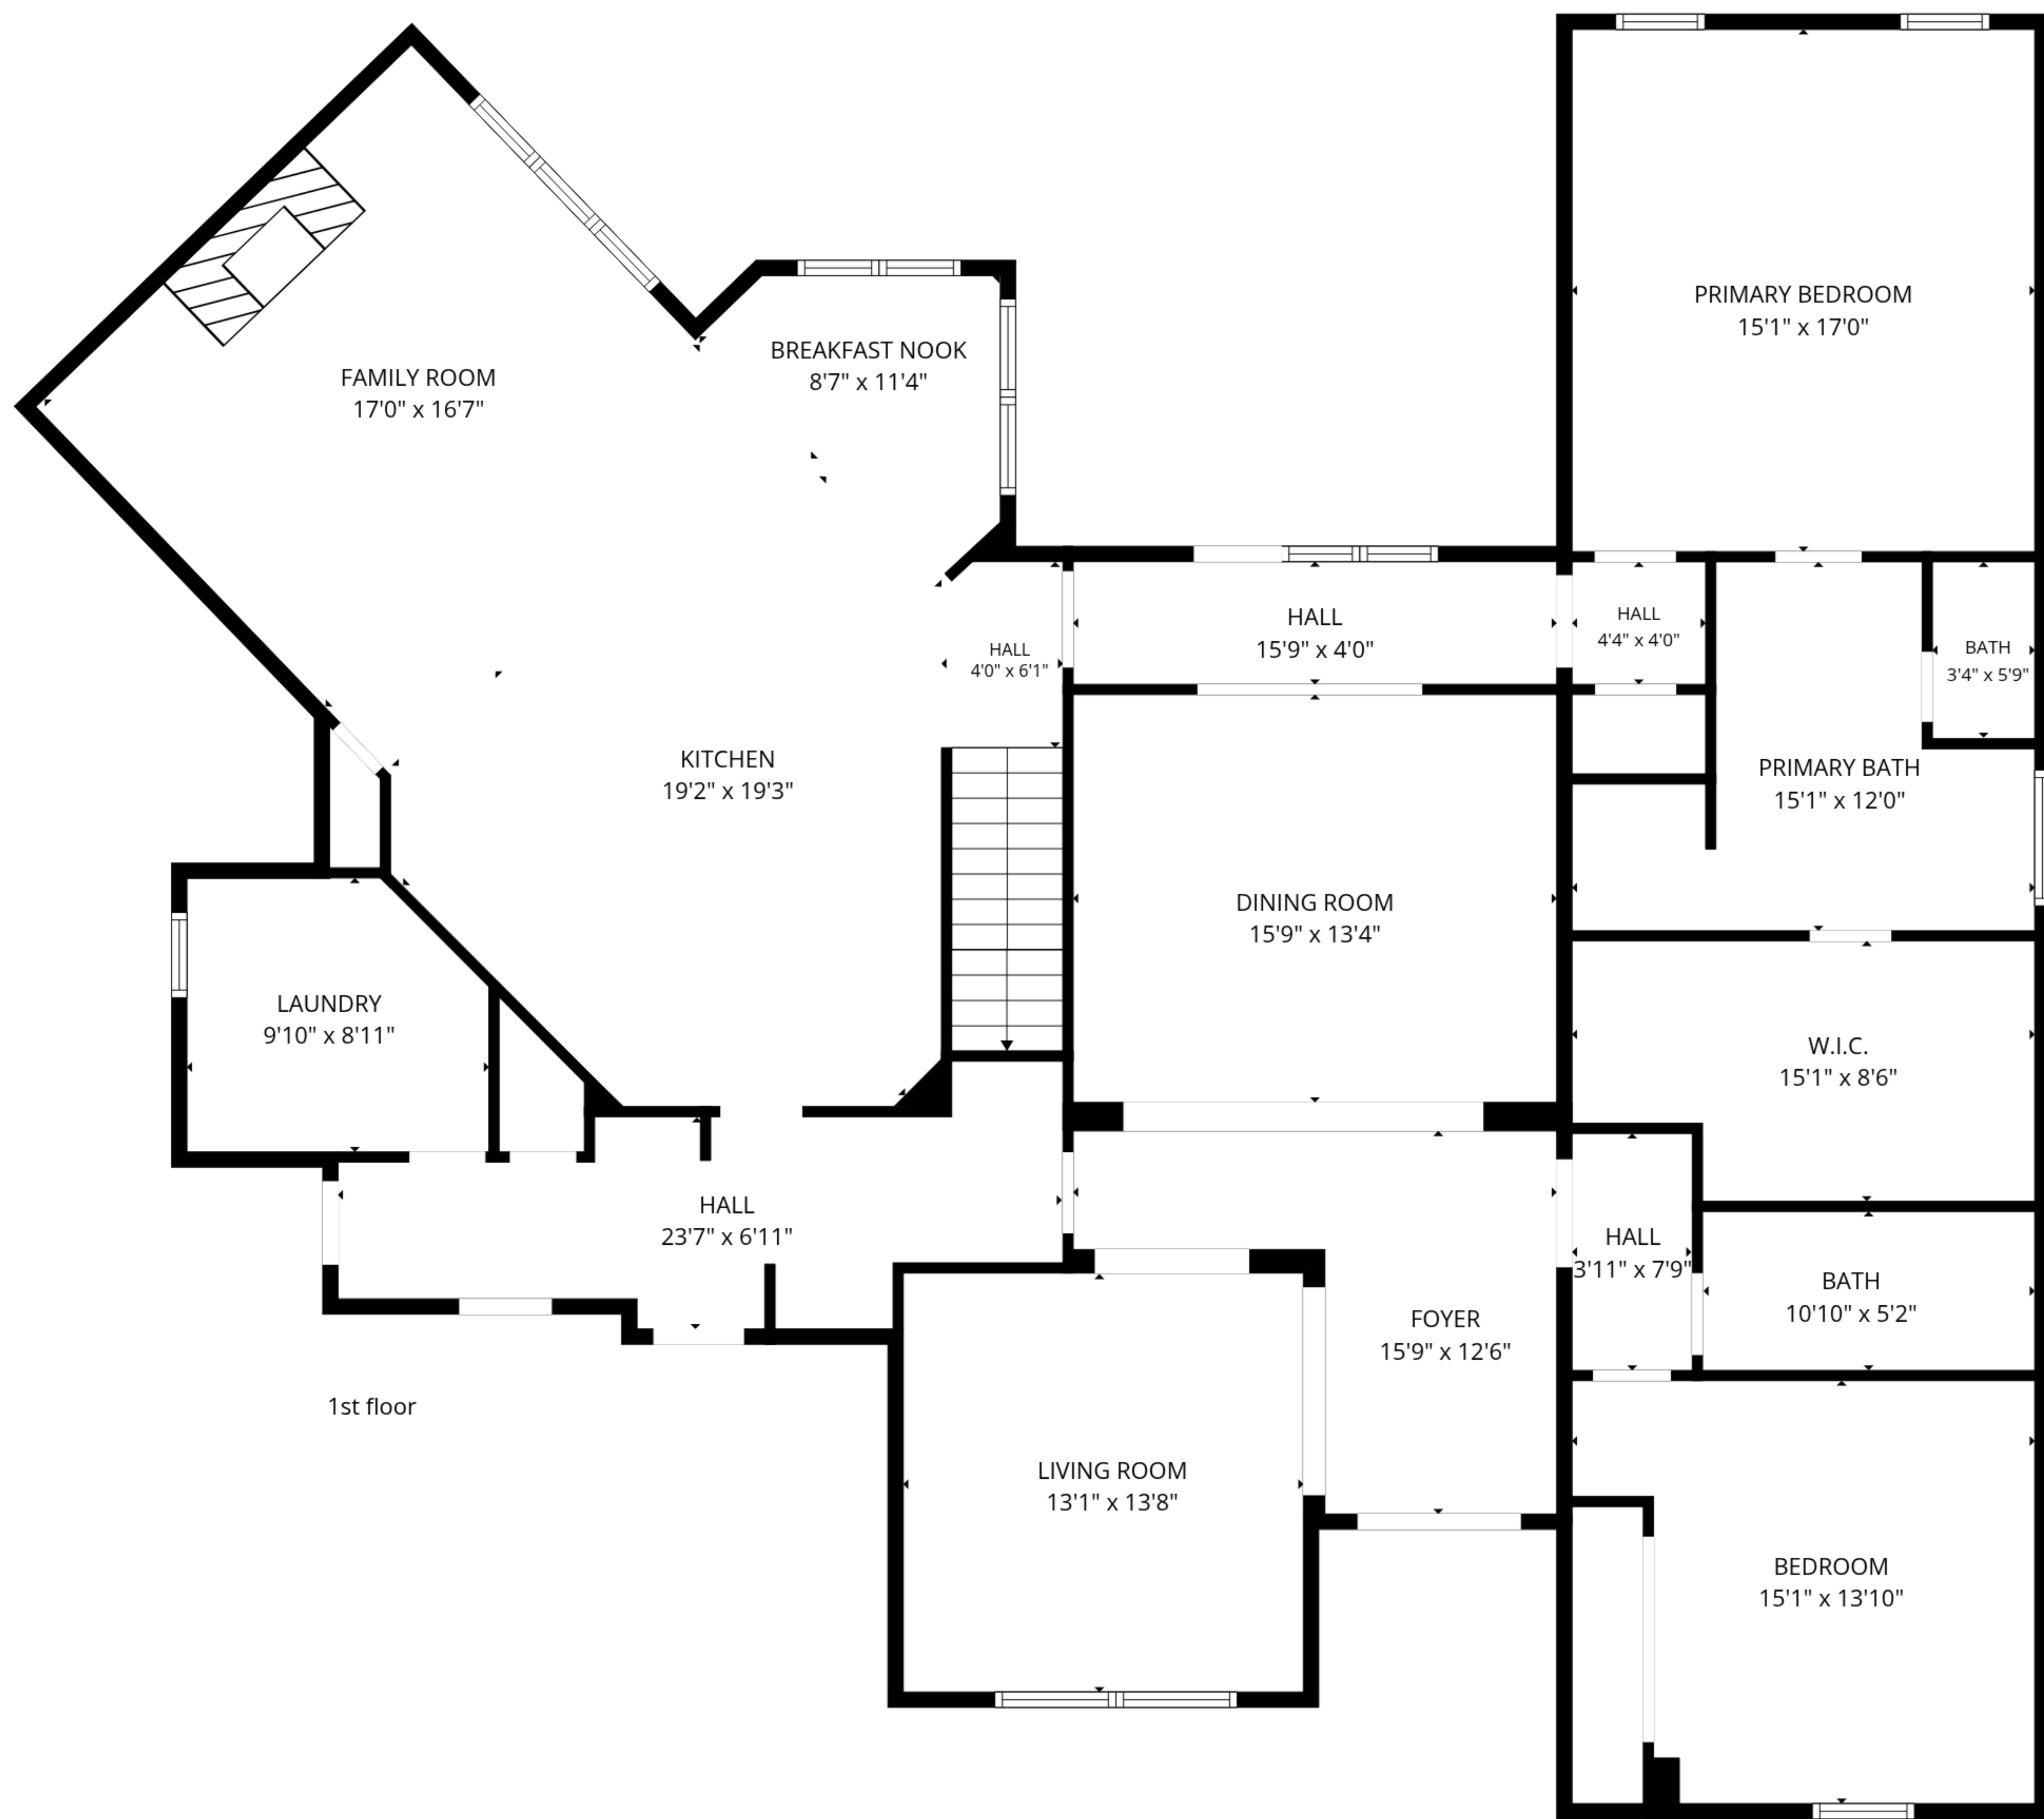 PRIMARY BEDROOM
15'1" x 17'0"
BREAKFAST NOOK
8'7" x 11'4"
FAMILY ROOM
17'0" x 16'7"
HALL
15'9" x 4'0"
HALL
4'4" x 4'0"
HALL
4'0" x 6'1"
BATH
3'4" x 5'9"
KITCHEN
19'2" x 19'3"
PRIMARY BATH
15'1" x 12'0"
DINING ROOM
15'9" x 13'4"
LAUNDRY
9'10" x 8'11"
W.I.C.
15'1" x 8'6"
HALL
23'7" x 6'11"
HALL
3'11" x 7'9"
BATH
10'10" x 5'2"
FOYER
15'9" x 12'6"
1st floor
LIVING ROOM
13'1" x 13'8"
BEDROOM
15'1" x 13'10"